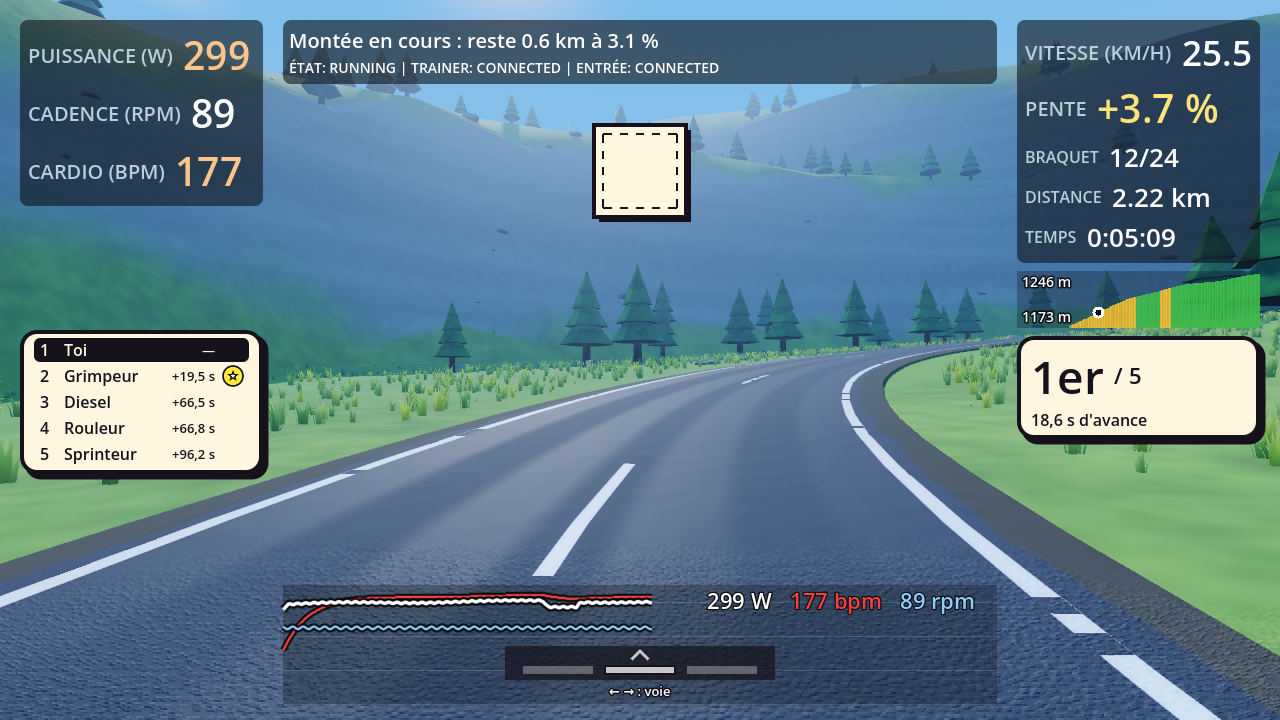 PUISSANCE (W) 299
CADENCE (RPM) 89
CARDIO (BPM) 177
Montée en cours : reste 0.6 km à 3.1 %
ÉTAT: RUNNING | TRAINER: CONNECTED | ENTRÉE: CONNECTED
VITESSE (KM/H) 25.5
PENTE +3.7 %
BRAQUET 12/24
DISTANCE 2.22 km
TEMPS 0:05:09
1246 m
1173 m
1 Toi —
2 Grimpeur +19,5 s
3 Diesel +66,5 s
4 Rouleur +66,8 s
5 Sprinteur +96,2 s
1er / 5
18,6 s d'avance
299 W 177 bpm 89 rpm
← → : voie